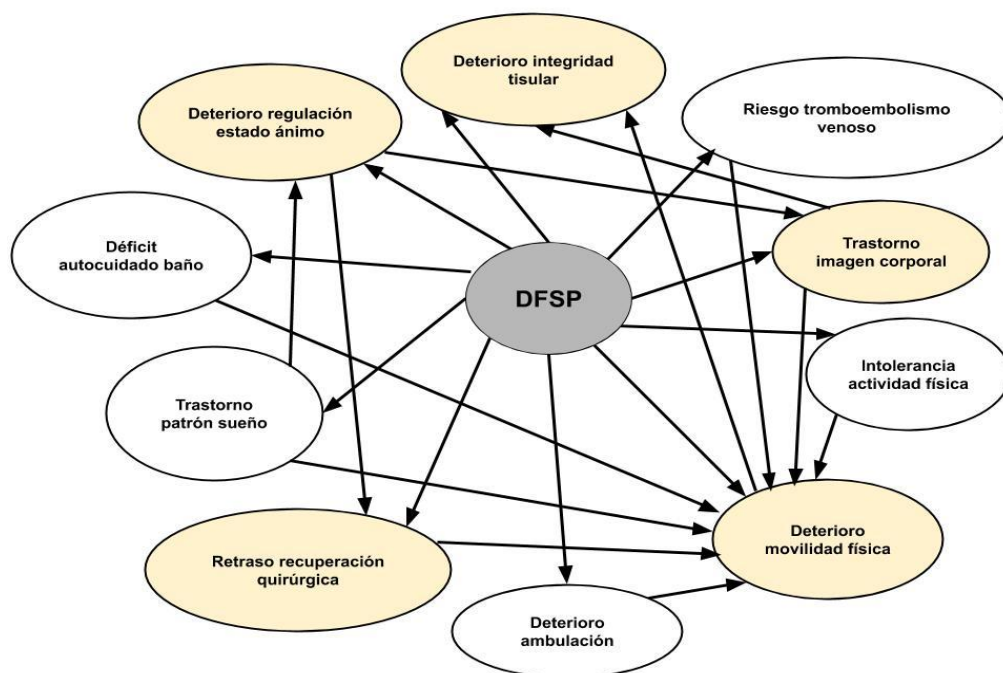 Deterioro integridad
tisular
Deterioro regulación
estado ánimo
Riesgo tromboembolismo
venoso
Déficit
autocuidado baño
Trastorno
imagen corporal
DFSP
Intolerancia
actividad física
Trastorno
patrón sueño
Deterioro
movilidad física
Retraso recuperación
quirúrgica
Deterioro
ambulación